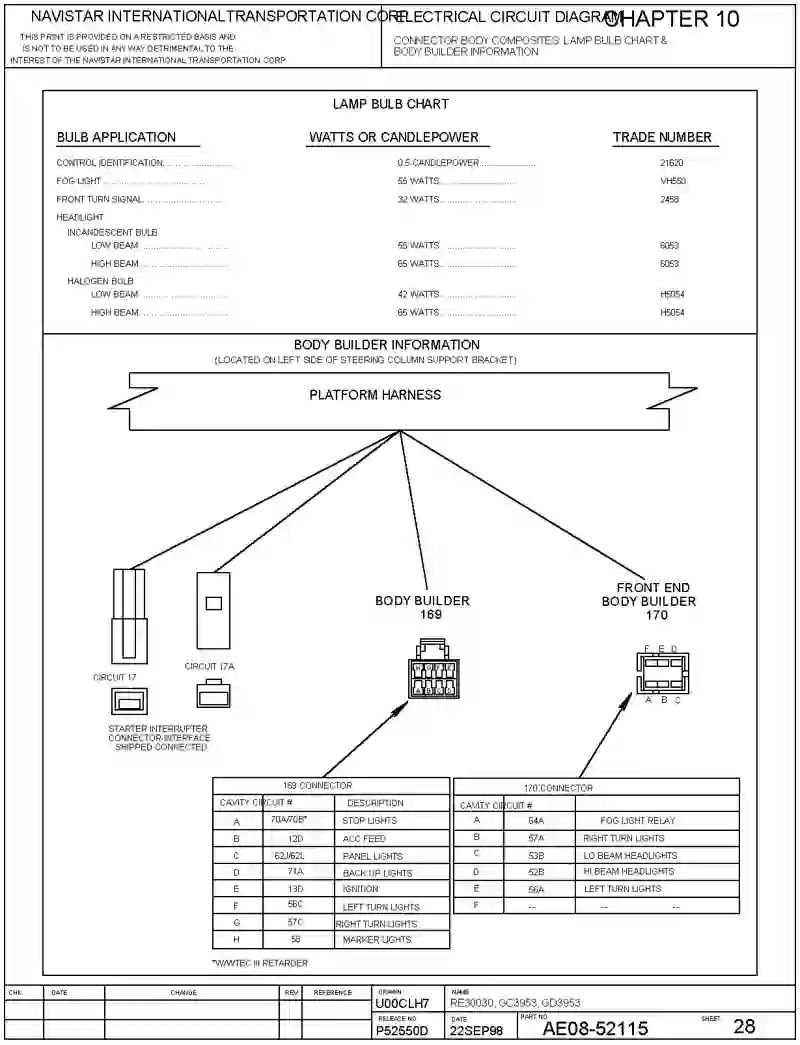 NAVISTAR INTERNATIONAL TRANSPORTATION CORP.
THIS PRINT IS PROVIDED ON A RESTRICTED BASIS AND
IS NOT TO BE USED IN ANY WAY DETRIMENTAL TO THE
INTEREST OF THE NAVISTAR INTERNATIONAL TRANSPORTATION CORP
ELECTRICAL CIRCUIT DIAGRAM
CHAPTER 10
CONNECTOR BODY COMPOSITES: LAMP BULB CHART &
BODY BUILDER INFORMATION
LAMP BULB CHART
BULB APPLICATION WATTS OR CANDLEPOWER TRADE NUMBER
CONTROL IDENTIFICATION 0.5 CANDLEPOWER 21620
FOG LIGHT 55 WATTS
FRONT TURN SIGNAL 32 WATTS
HEADLIGHT
INCANDESCENT BULB
LOW BEAM 55 WATTS 6053
HIGH BEAM 65 WATTS 6053
HALOGEN BULB
LOW BEAM 42 WATTS H5054
HIGH BEAM 65 WATTS H5054
BODY BUILDER INFORMATION
(LOCATED ON LEFT SIDE OF STEERING COLUMN SUPPORT BRACKET)
PLATFORM HARNESS
BODY BUILDER
169
FRONT END
BODY BUILDER
170
H G F E
A B C D
F E D
A B C
CIRCUIT 17
CIRCUIT 17A
STARTER INTERRUPTER
CONNECTOR-INTERFACE
SHIPPED CONNECTED
169 CONNECTOR
CAVITY CIRCUIT # DESCRIPTION
A 70A/70B* STOP LIGHTS
B 12D ACC FEED
C 62J/62L PANEL LIGHTS
D 71A BACK UP LIGHTS
E 13D IGNITION
F 56C LEFT TURN LIGHTS
G 57C RIGHT TURN LIGHTS
H 58 MARKER LIGHTS
*W/WTEC III RETARDER
170 CONNECTOR
CAVITY CIRCUIT #
A 64A FOG LIGHT RELAY
B 57A RIGHT TURN LIGHTS
C 53B LO BEAM HEADLIGHTS
D 52B HI BEAM HEADLIGHTS
E 56A LEFT TURN LIGHTS
F --- --- ---
CHK DATE CHANGE REV REFERENCE
DRAWN
U00CLH7
NAME
RE30030, GC3953, GD3953
RELEASE NO
P52550D
DATE
22SEP98
PART NO
AE08-52115
SHEET 28